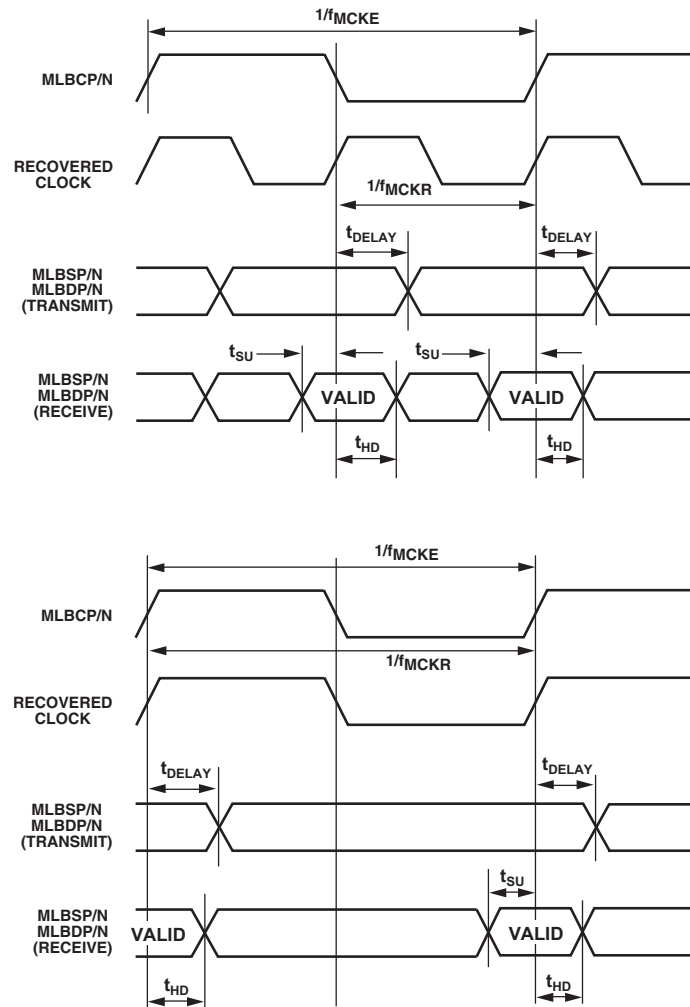 1/fMCKE
MLBCP/N
RECOVERED
CLOCK
1/fMCKR
tDELAY
tDELAY
MLBSP/N
MLBDP/N
(TRANSMIT)
tSU
tSU
MLBSP/N
MLBDP/N
(RECEIVE)
VALID
VALID
tHD
tHD
1/fMCKE
MLBCP/N
1/fMCKR
RECOVERED
CLOCK
tDELAY
tDELAY
MLBSP/N
MLBDP/N
(TRANSMIT)
tSU
MLBSP/N
MLBDP/N
(RECEIVE)
VALID
VALID
tHD
tHD